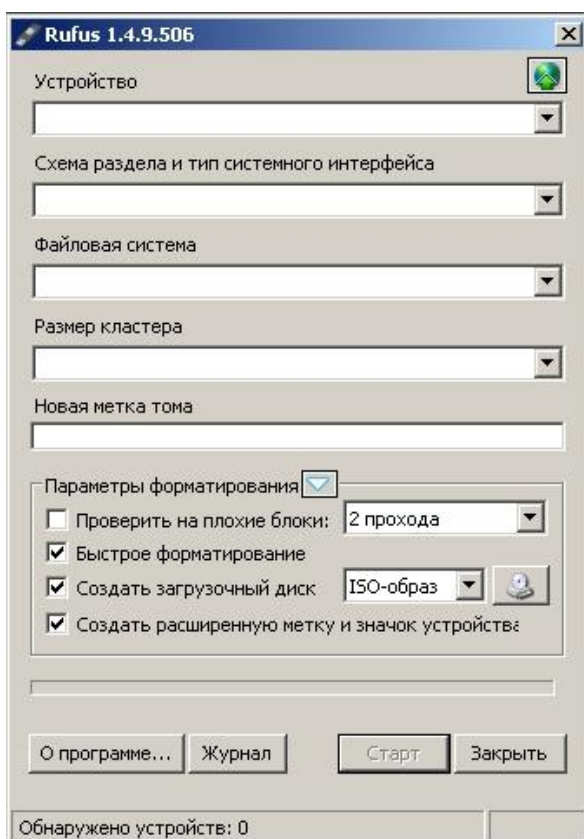 Rufus 1.4.9.506
Устройство
Схема раздела и тип системного интерфейса
Файловая система
Размер кластера
Новая метка тома
Параметры форматирования
Проверить на плохие блоки: 2 прохода
Быстрое форматирование
Создать загрузочный диск ISO-образ
Создать расширенную метку и значок устройства
О программе... Журнал Старт Закрыть
Обнаружено устройств: 0